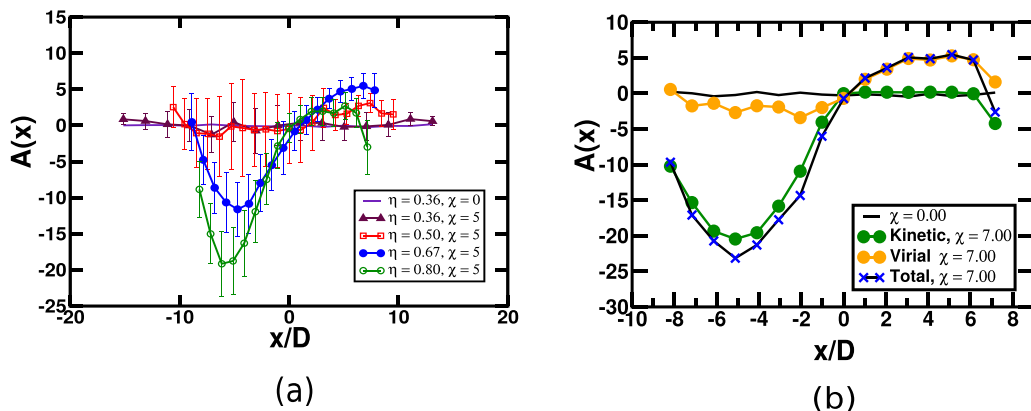 15
10
5
0
-5
-10
-15
-20
-25
A(x)
-20
-10
0
10
20
x/D
η = 0.36, χ = 0
η = 0.36, χ = 5
η = 0.50, χ = 5
η = 0.67, χ = 5
η = 0.80, χ = 5
(a)
10
5
0
-5
-10
-15
-20
-25
-30
A(x)
-10
-8
-6
-4
-2
0
2
4
6
8
x/D
χ = 0.00
Kinetic, χ = 7.00
Virial χ = 7.00
Total, χ = 7.00
(b)